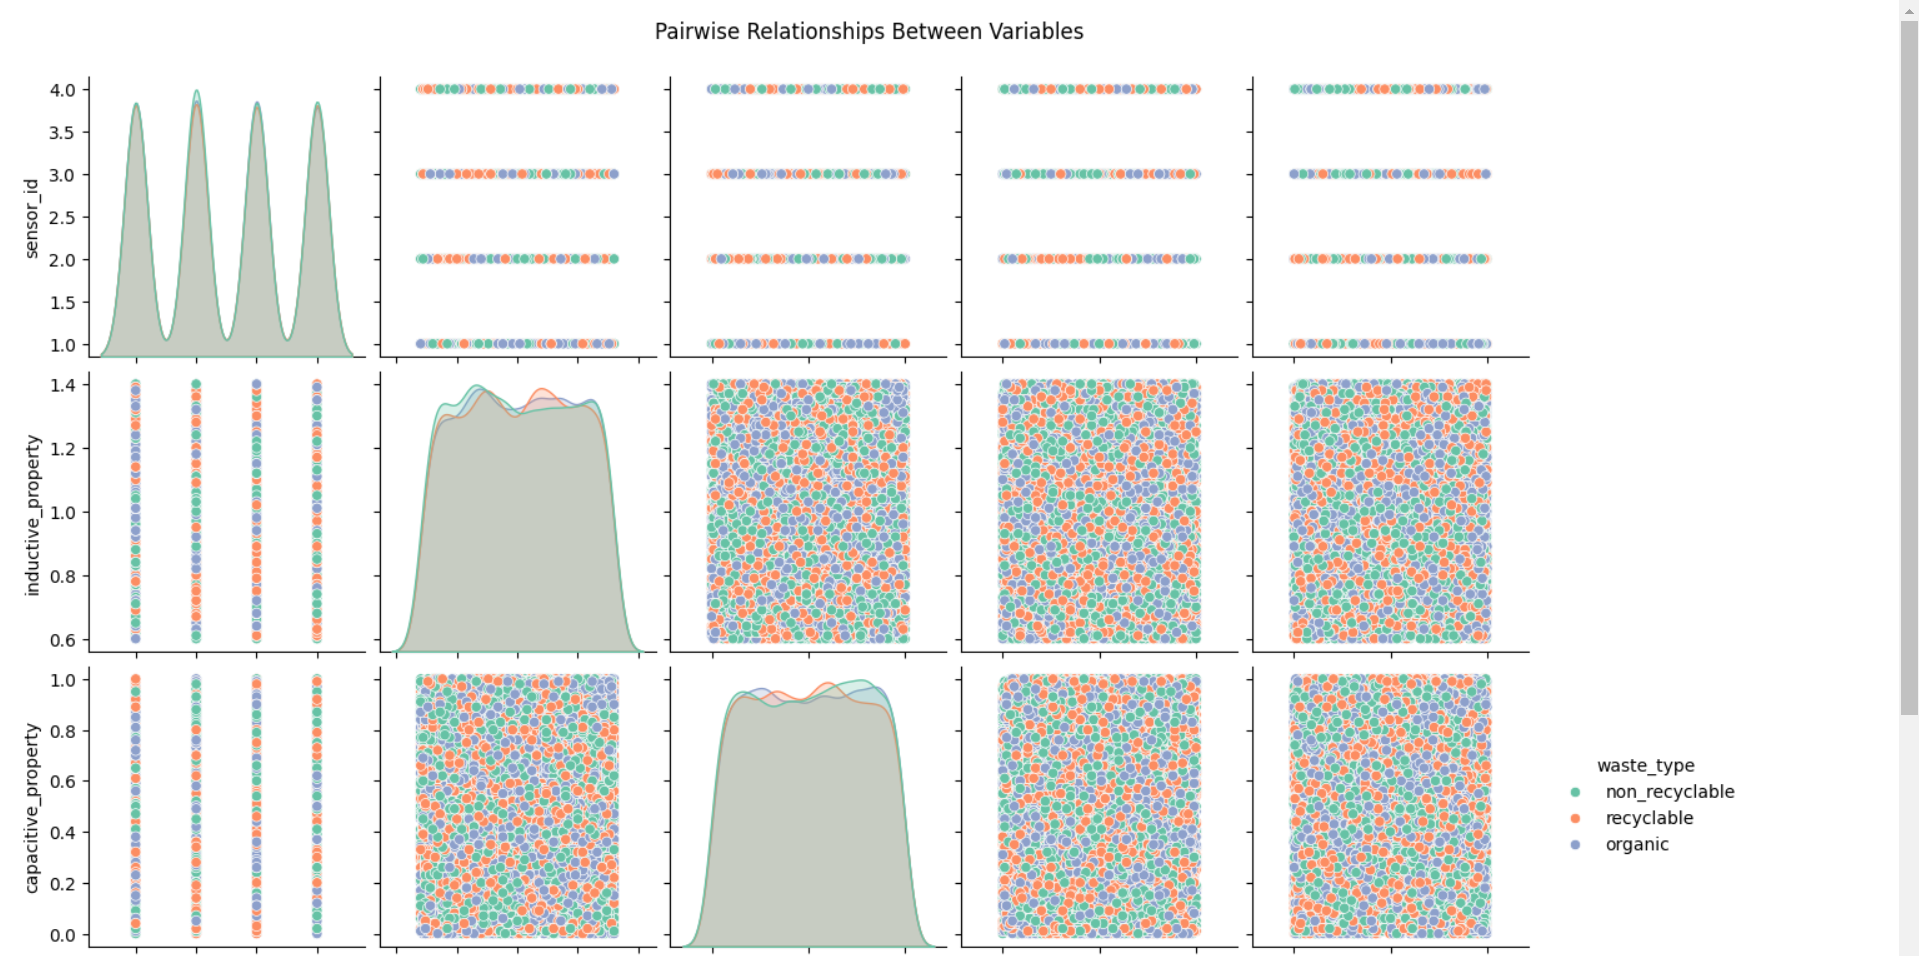 Pairwise Relationships Between Variables
4.0
3.5
3.0
2.5
2.0
1.5
1.0
sensor_id
1.4
1.2
1.0
0.8
0.6
inductive_property
1.0
0.8
0.6
0.4
0.2
0.0
capacitive_property
waste_type
non_recyclable
recyclable
organic